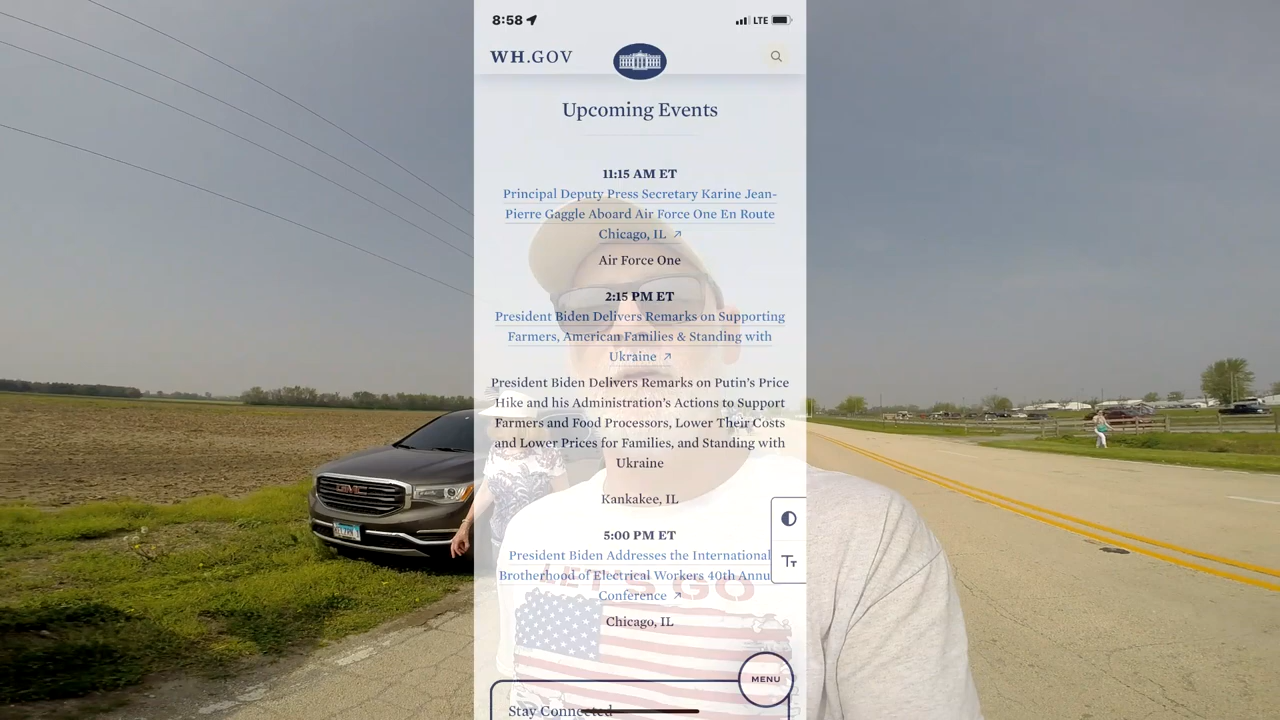 8:58
LTE
WH.GOV
Upcoming Events
11:15 AM ET
Principal Deputy Press Secretary Karine Jean-
Pierre Gaggle Aboard Air Force One En Route
Chicago, IL ↗
Air Force One
2:15 PM ET
President Biden Delivers Remarks on Supporting
Farmers, American Families & Standing with
Ukraine ↗
President Biden Delivers Remarks on Putin's Price
Hike and his Administration's Actions to Support
Farmers and Food Processors, Lower Their Costs
and Lower Prices for Families, and Standing with
Ukraine
Kankakee, IL
5:00 PM ET
President Biden Addresses the International
Brotherhood of Electrical Workers 40th Annu
Conference ↗
Chicago, IL
TT
MENU
Stay Connected
GMC
LET'S GO